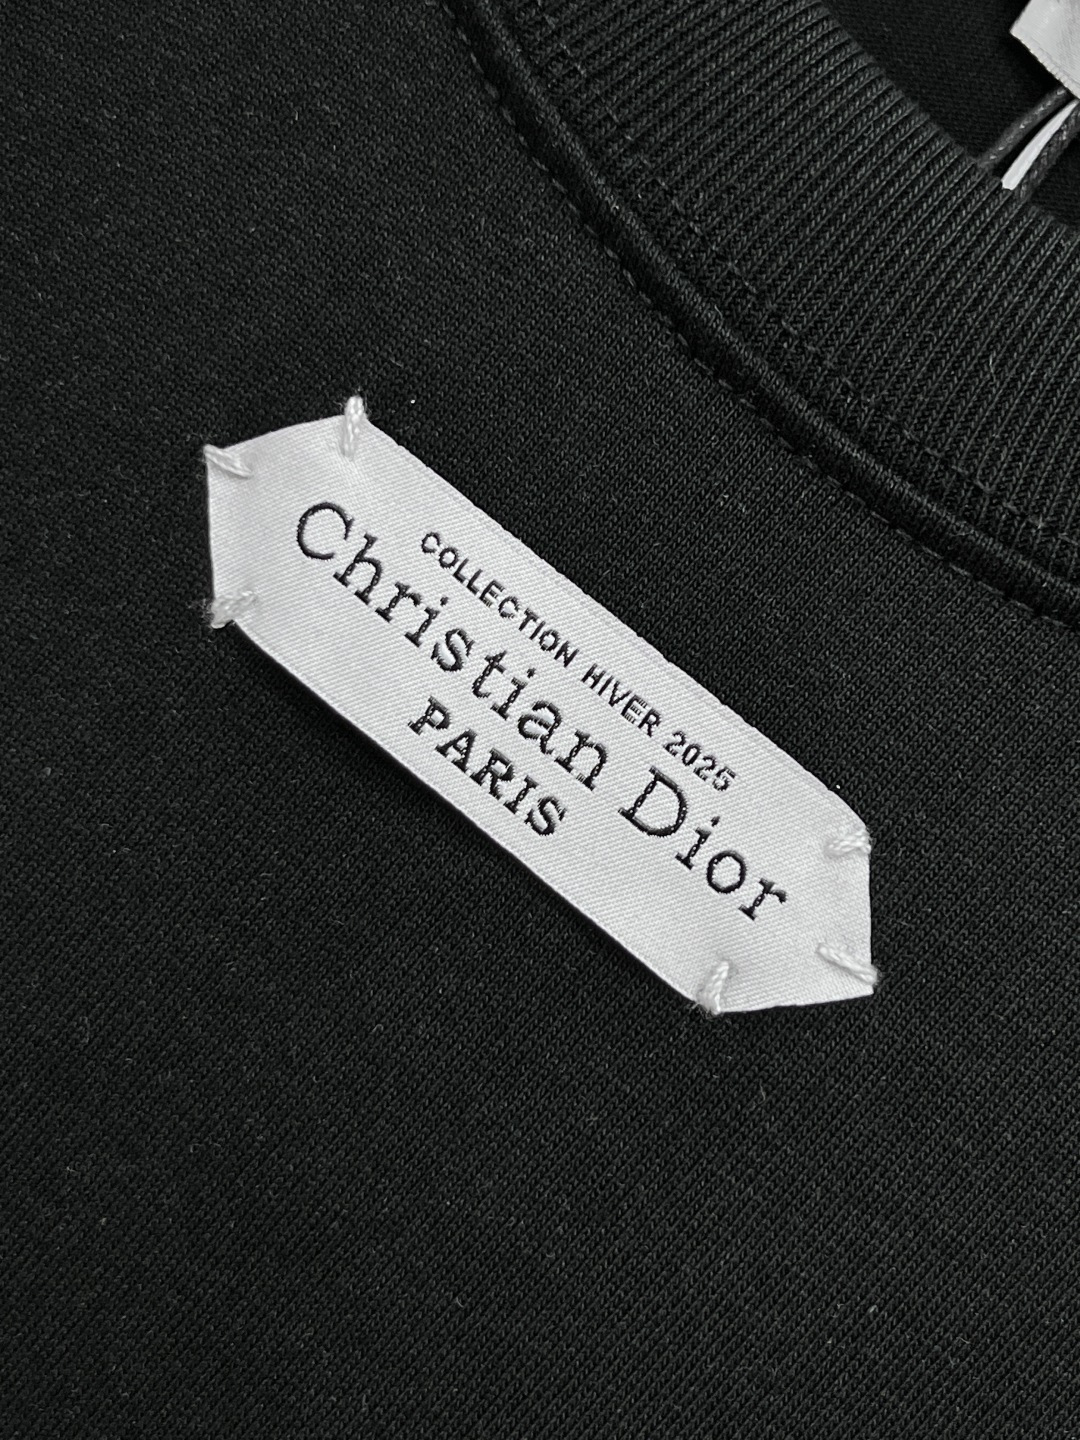 COLLECTION HIVER 2025
Christian Dior
PARIS